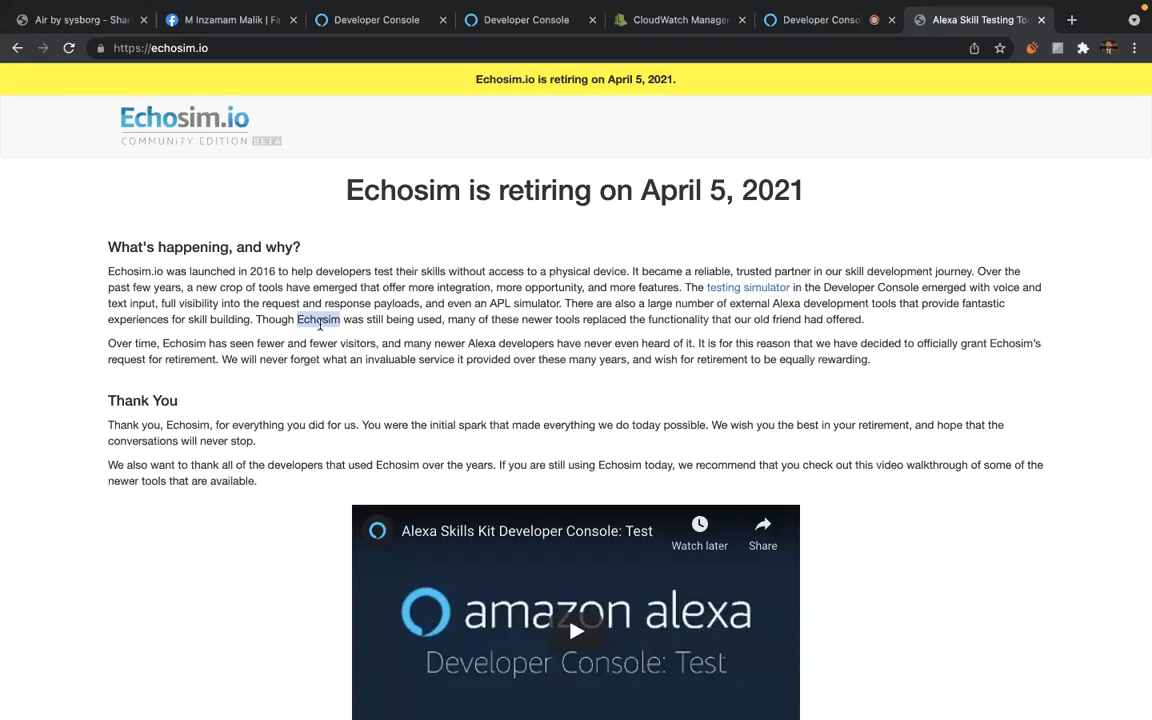 Air by sysborg - Shar
M Inzamam Malik | Fa
Developer Console
Developer Console
CloudWatch Manager
Developer Conso
Alexa Skill Testing To
https://echosim.io
Echosim.io is retiring on April 5, 2021.
Echosim.io
COMMUNITY EDITION BETA
Echosim is retiring on April 5, 2021
What's happening, and why?
Echosim.io was launched in 2016 to help developers test their skills without access to a physical device. It became a reliable, trusted partner in our skill development journey. Over the
past few years, a new crop of tools have emerged that offer more integration, more opportunity, and more features. The testing simulator in the Developer Console emerged with voice and
text input, full visibility into the request and response payloads, and even an APL simulator. There are also a large number of external Alexa development tools that provide fantastic
experiences for skill building. Though Echosim was still being used, many of these newer tools replaced the functionality that our old friend had offered.
Over time, Echosim has seen fewer and fewer visitors, and many newer Alexa developers have never even heard of it. It is for this reason that we have decided to officially grant Echosim's
request for retirement. We will never forget what an invaluable service it provided over these many years, and wish for retirement to be equally rewarding.
Thank You
Thank you, Echosim, for everything you did for us. You were the initial spark that made everything we do today possible. We wish you the best in your retirement, and hope that the
conversations will never stop.
We also want to thank all of the developers that used Echosim over the years. If you are still using Echosim today, we recommend that you check out this video walkthrough of some of the
newer tools that are available.
Alexa Skills Kit Developer Console: Test
Watch later
Share
amazon alexa
Developer Console: Test